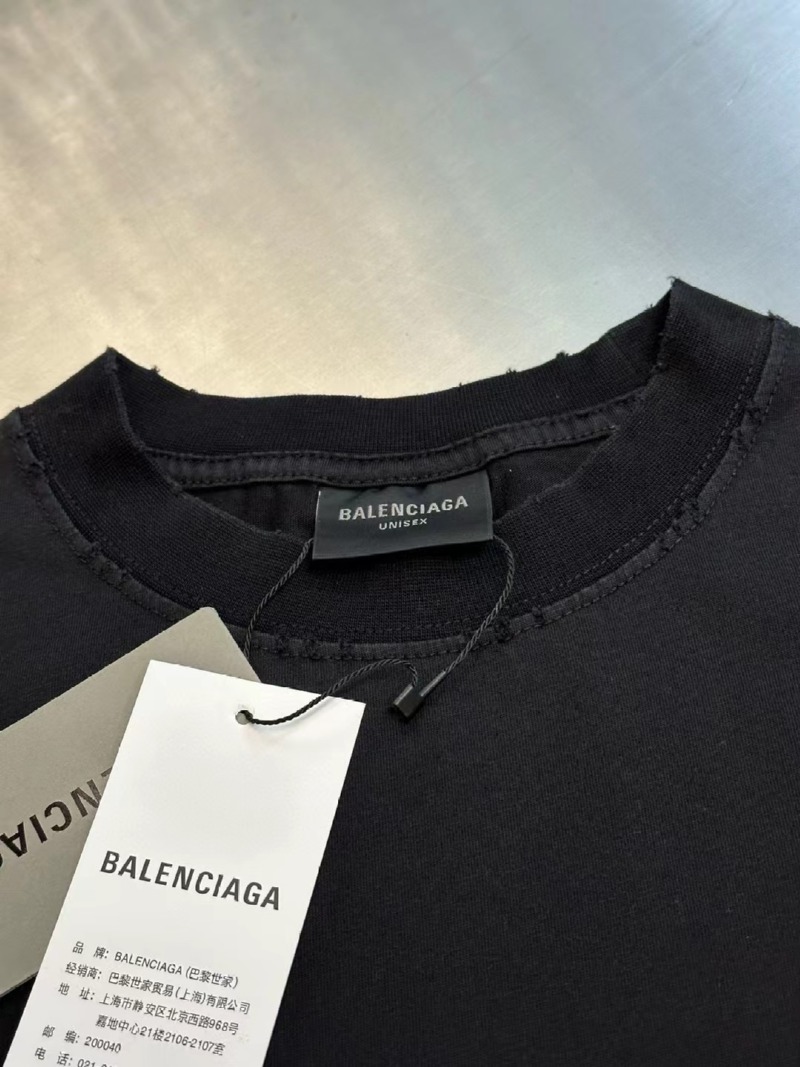 BALENCIAGA
UNISEX
BALENCIAGA
BALENCIAGA
品 牌: BALENCIAGA (巴黎世家)
经销商: 巴黎世家贸易(上海)有限公司
地 址: 上海市静安区北京西路968号
嘉地中心21楼2106-2107室
邮 编: 200040
电 话: 021-